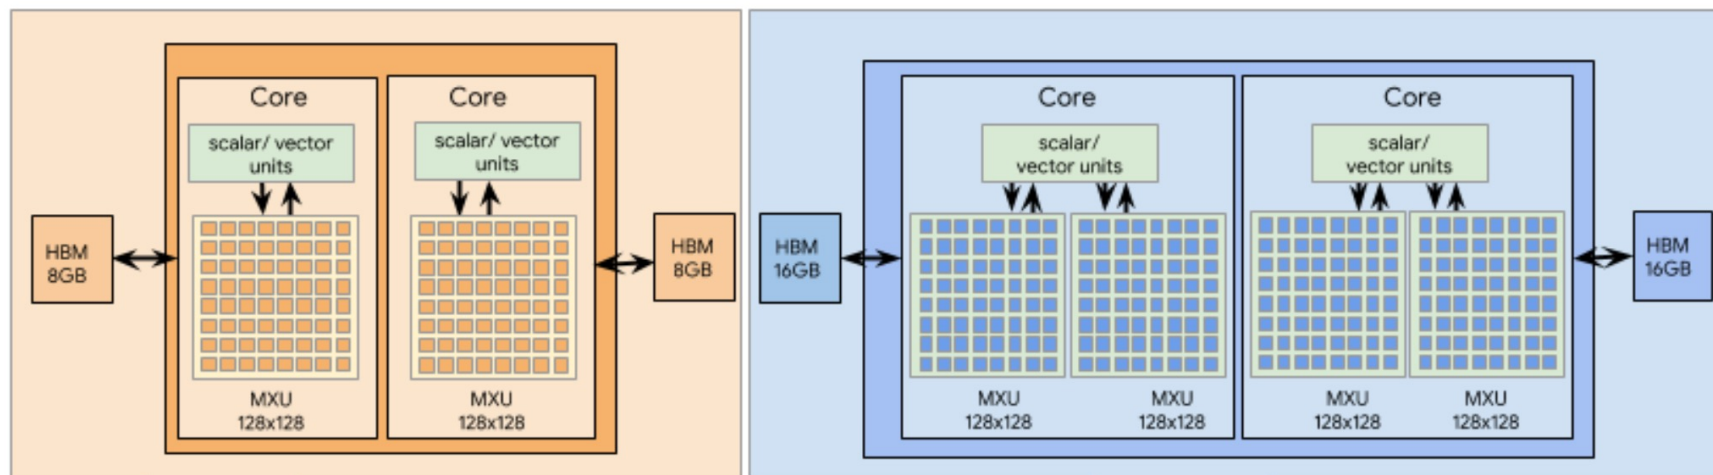 Core
scalar/ vector
units
MXU
128x128
Core
scalar/ vector
units
MXU
128x128
HBM
8GB
HBM
8GB
HBM
16GB
Core
scalar/
vector units
MXU
128x128
MXU
128x128
Core
scalar/
vector units
MXU
128x128
MXU
128x128
HBM
16GB